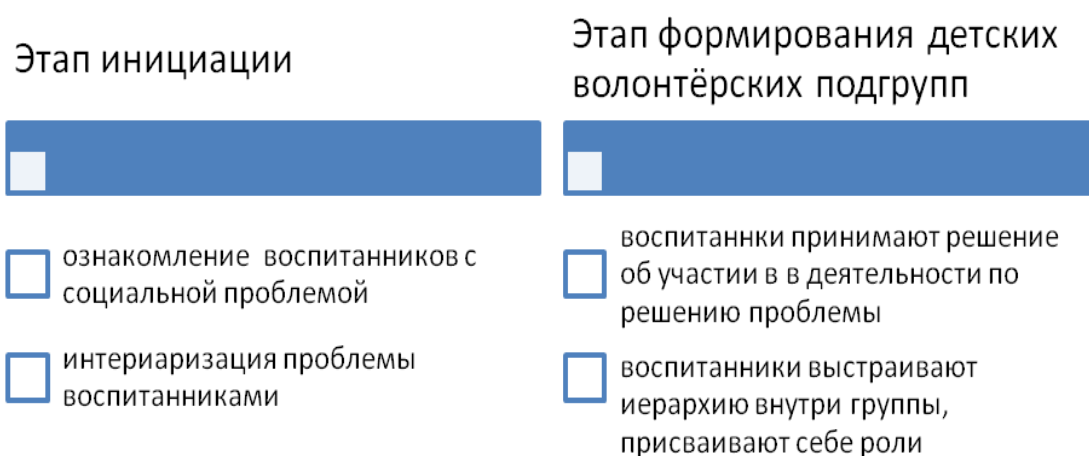 Этап инициации
ознакомление воспитанников с
социальной проблемой
интериаризация проблемы
воспитанниками
Этап формирования детских
волонтёрских подгрупп
воспитаннки принимают решение
об участии в в деятельности по
решению проблемы
воспитанники выстраивают
иерархию внутри группы,
присваивают себе роли